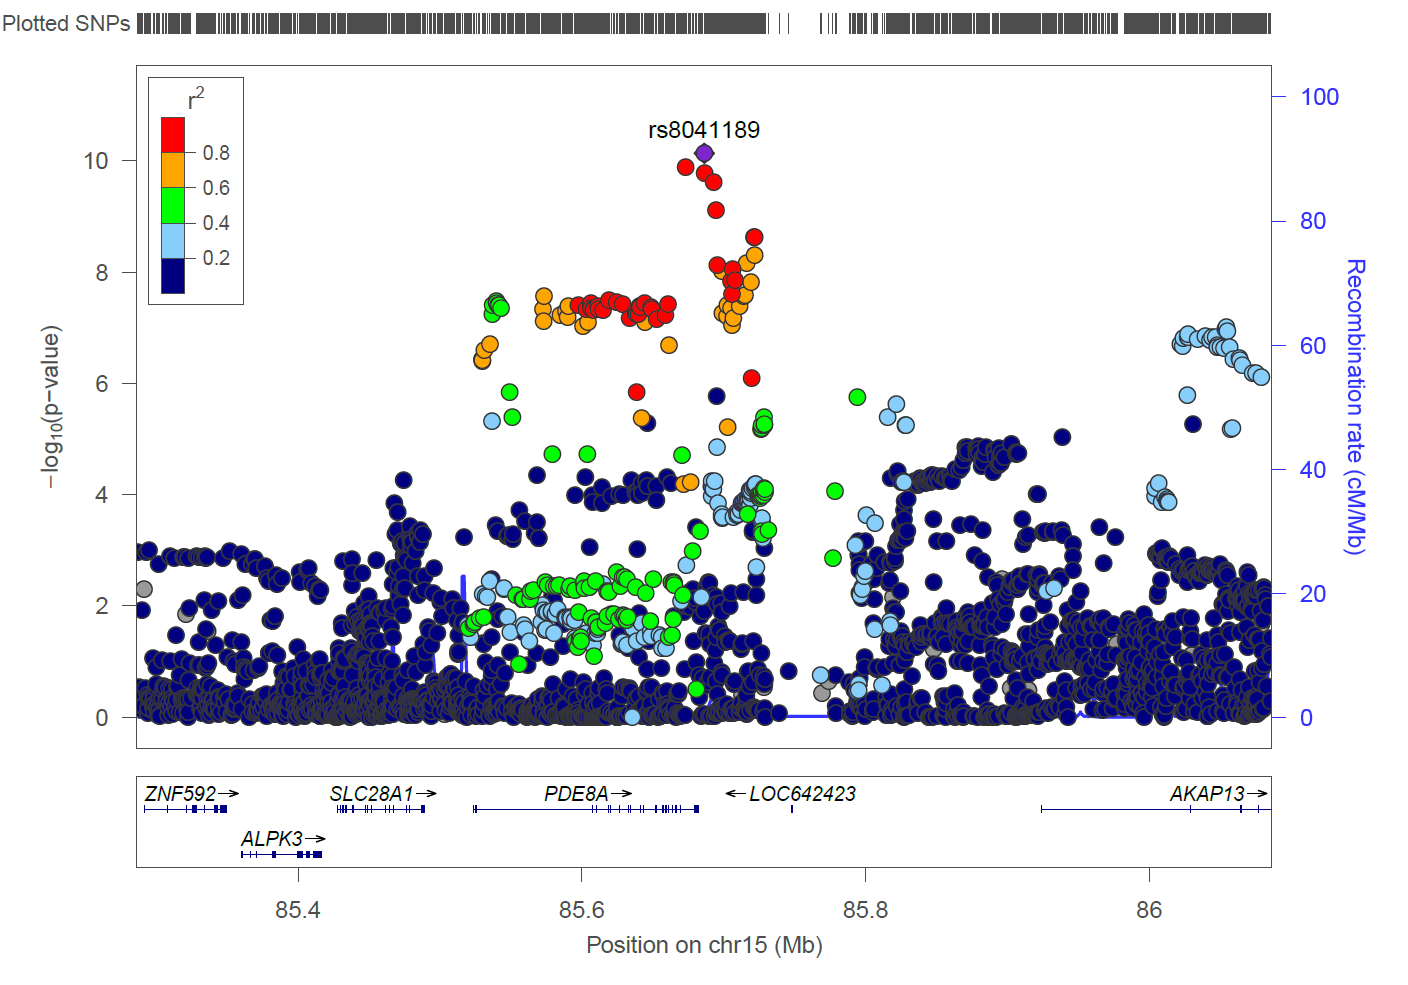 Plotted SNPs
r2
0.8
0.6
0.4
0.2
rs8041189
10
8
6
4
2
0
−log10(p−value)
100
80
60
40
20
0
Recombination rate (cM/Mb)
ZNF592→ SLC28A1→ PDE8A→ ←LOC642423 AKAP13→
ALPK3→
85.4 85.6 85.8 86
Position on chr15 (Mb)